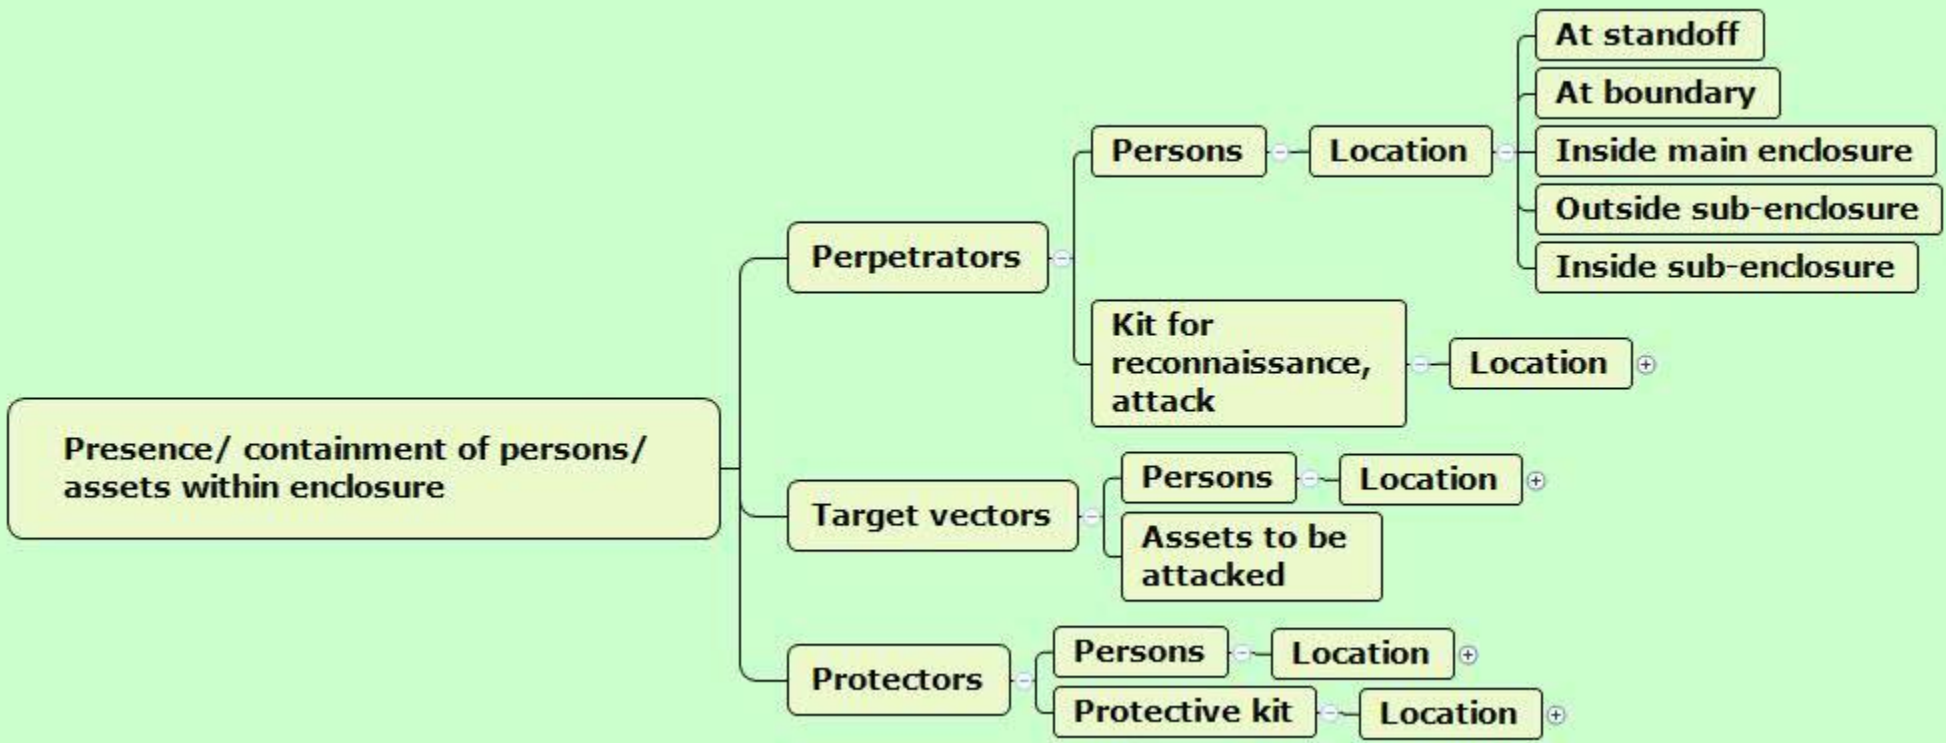 Presence/ containment of persons/
assets within enclosure
Perpetrators
Persons
Location
At standoff
At boundary
Inside main enclosure
Outside sub-enclosure
Inside sub-enclosure
Kit for
reconnaissance,
attack
Location
Target vectors
Persons
Location
Assets to be
attacked
Protectors
Persons
Location
Protective kit
Location